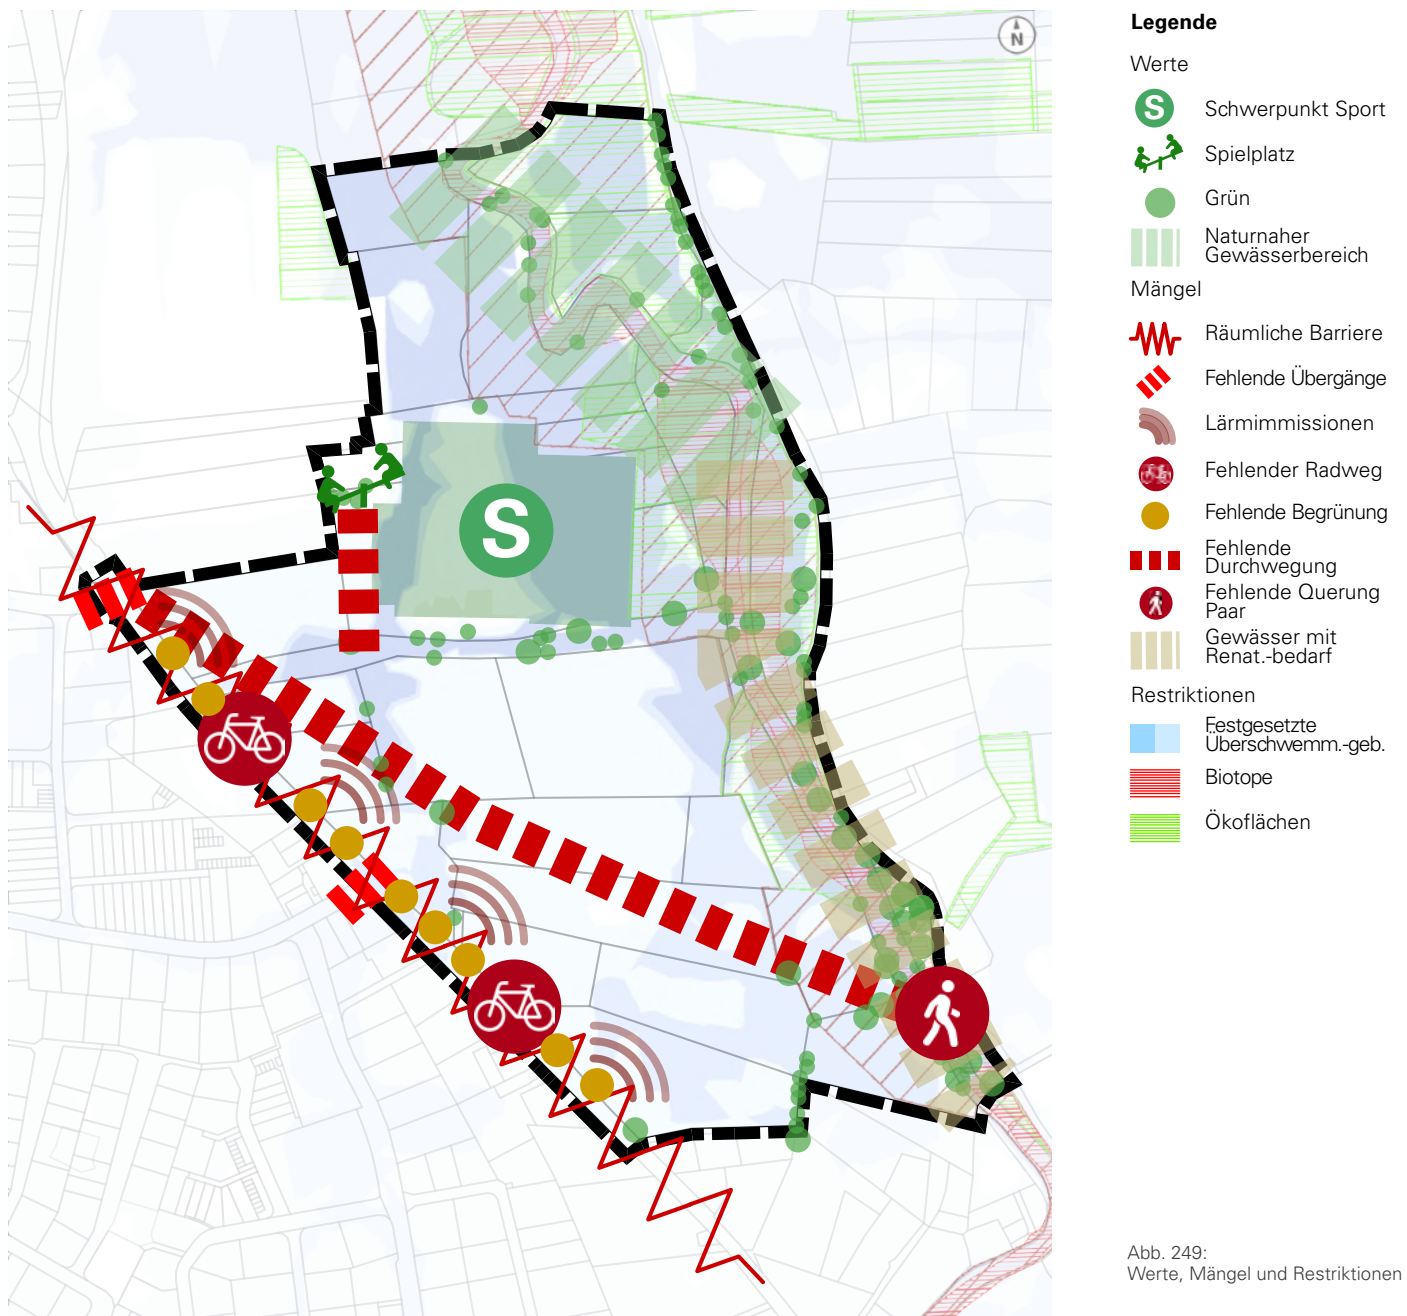 N
S
Legende
Werte
S
Schwerpunkt Sport
Spielplatz
Grün
Naturnaher
Gewässerbereich
Mängel
Räumliche Barriere
Fehlende Übergänge
Lärmimmissionen
Fehlender Radweg
Fehlende Begrünung
Fehlende
Durchwegung
Fehlende Querung
Paar
Gewässer mit
Renat.-bedarf
Restriktionen
Festgesetzte
Überschwemm.-geb.
Biotope
Ökoflächen
Abb. 249:
Werte, Mängel und Restriktionen